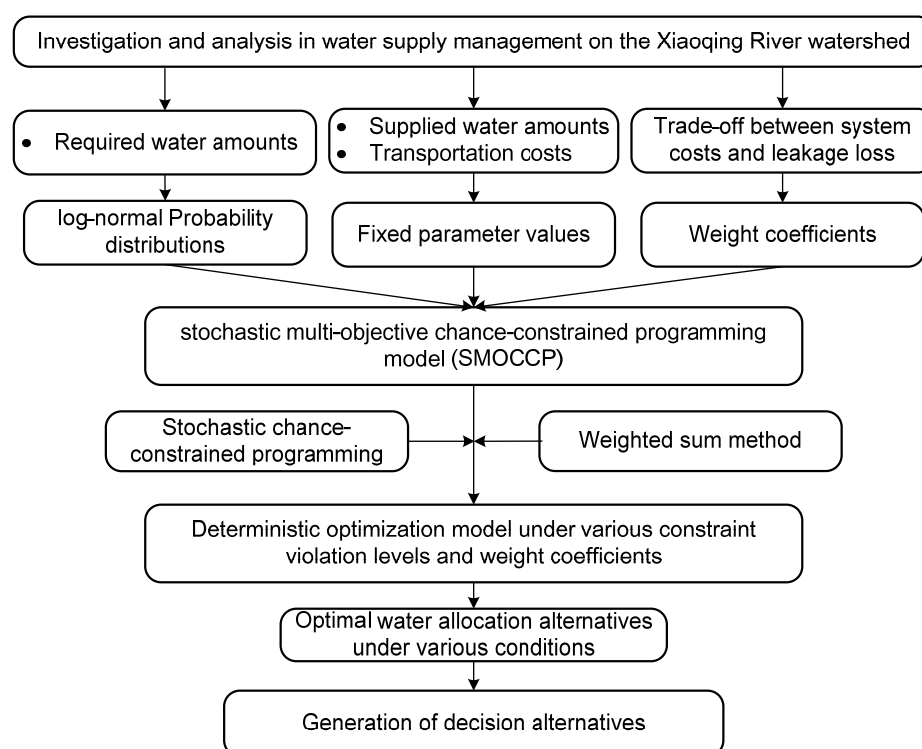 Investigation and analysis in water supply management on the Xiaoqing River watershed
• Required water amounts
• Supplied water amounts
• Transportation costs
Trade-off between system
costs and leakage loss
log-normal Probability
distributions
Fixed parameter values
Weight coefficients
stochastic multi-objective chance-constrained programming
model (SMOCCP)
Stochastic chance-
constrained programming
Weighted sum method
Deterministic optimization model under various constraint
violation levels and weight coefficients
Optimal water allocation alternatives
under various conditions
Generation of decision alternatives